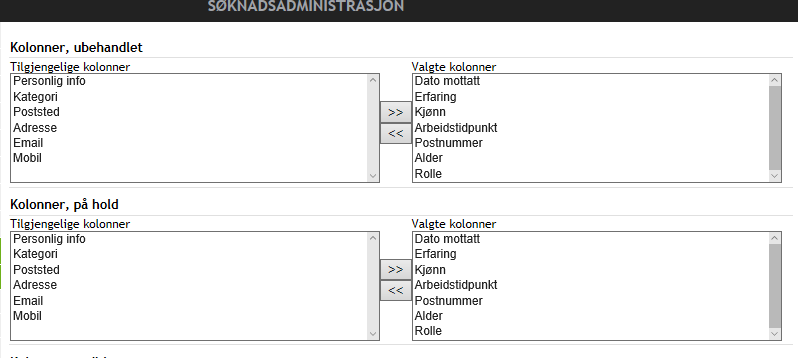 SØKNADSADMINISTRASJON
Kolonner, ubehandlet
Tilgjengelige kolonner
Personlig info
Kategori
Poststed
Adresse
Email
Mobil
>>
<<
Valgte kolonner
Dato mottatt
Erfaring
Kjønn
Arbeidstidpunkt
Postnummer
Alder
Rolle
Kolonner, på hold
Tilgjengelige kolonner
Personlig info
Kategori
Poststed
Adresse
Email
Mobil
>>
<<
Valgte kolonner
Dato mottatt
Erfaring
Kjønn
Arbeidstidpunkt
Postnummer
Alder
Rolle